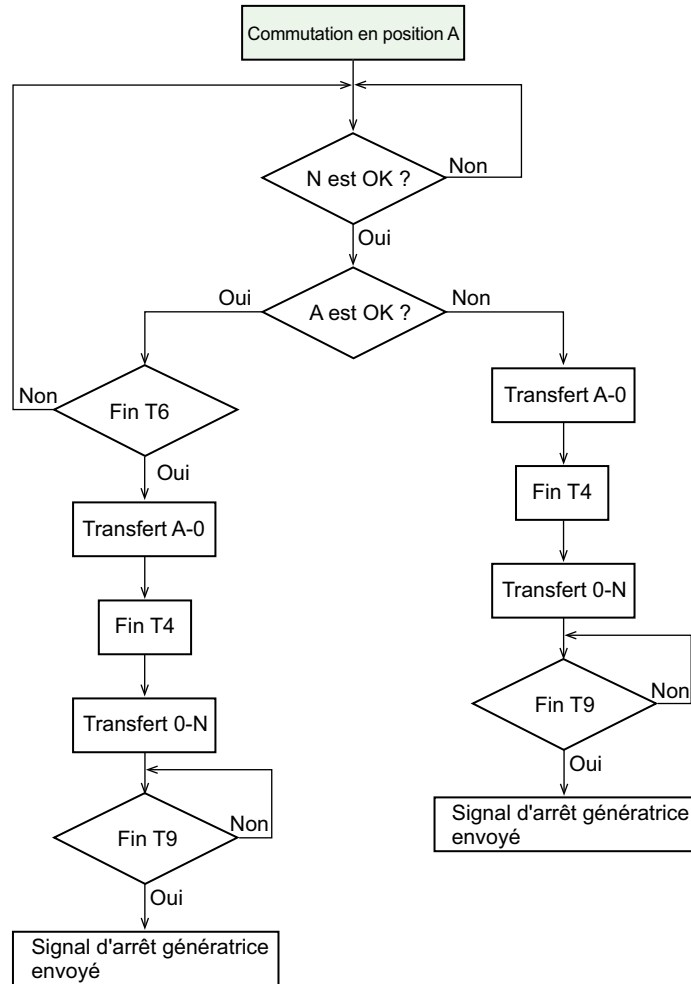 Commutation en position A
N est OK ?
Non
Oui
A est OK ?
Oui
Non
Fin T6
Non
Oui
Transfert A-0
Fin T4
Transfert 0-N
Fin T9
Non
Oui
Signal d'arrêt génératrice
envoyé
Transfert A-0
Fin T4
Transfert 0-N
Fin T9
Non
Oui
Signal d'arrêt génératrice
envoyé